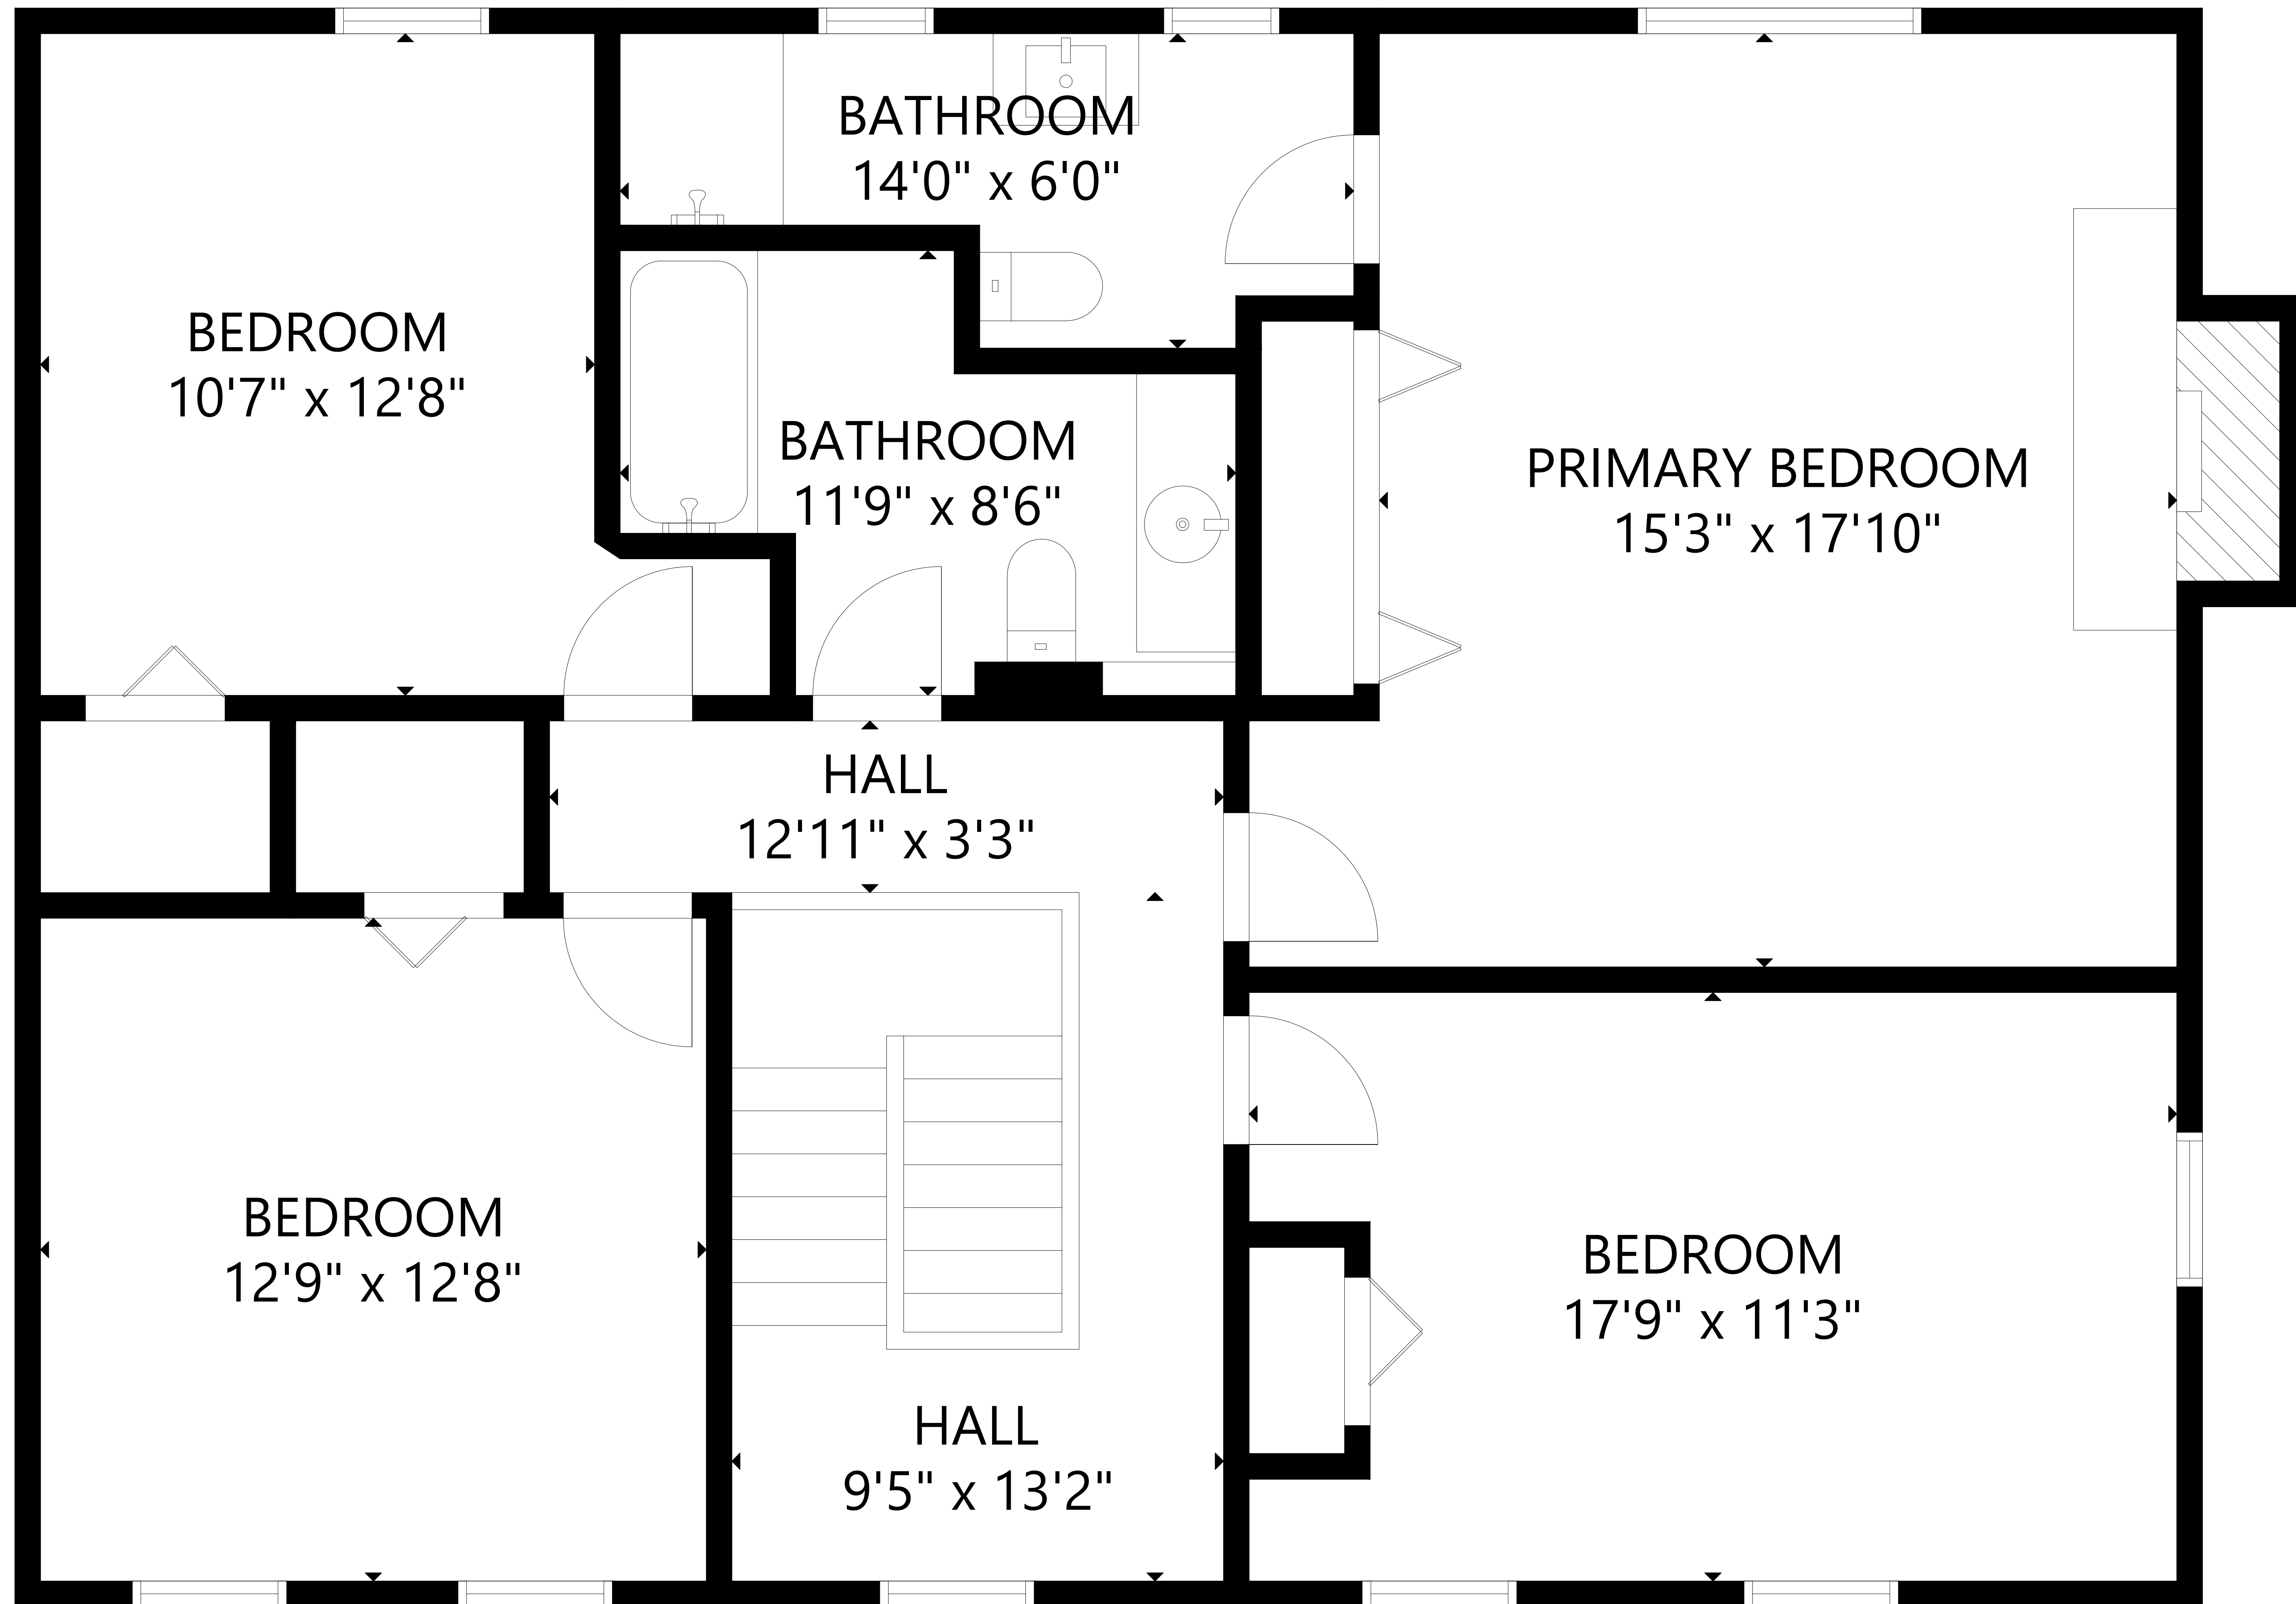 BATHROOM
14'0" x 6'0"
BEDROOM
10'7" x 12'8"
BATHROOM
11'9" x 8'6"
PRIMARY BEDROOM
15'3" x 17'10"
HALL
12'11" x 3'3"
BEDROOM
12'9" x 12'8"
BEDROOM
17'9" x 11'3"
HALL
9'5" x 13'2"